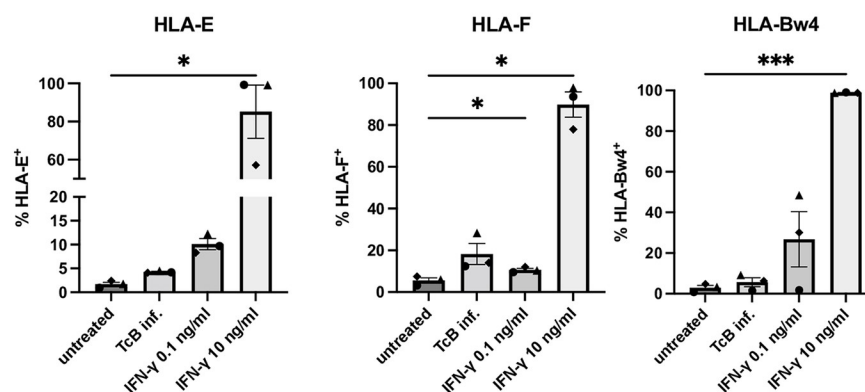 HLA-E
*
% HLA-E⁺
100
80
60
20
15
10
5
0
untreated
TcB inf.
IFN-γ 0.1 ng/ml
IFN-γ 10 ng/ml
HLA-F
*
*
% HLA-F⁺
100
80
60
40
20
0
untreated
TcB inf.
IFN-γ 0.1 ng/ml
IFN-γ 10 ng/ml
HLA-Bw4
***
% HLA-Bw4⁺
100
80
60
40
20
0
untreated
TcB inf.
IFN-γ 0.1 ng/ml
IFN-γ 10 ng/ml